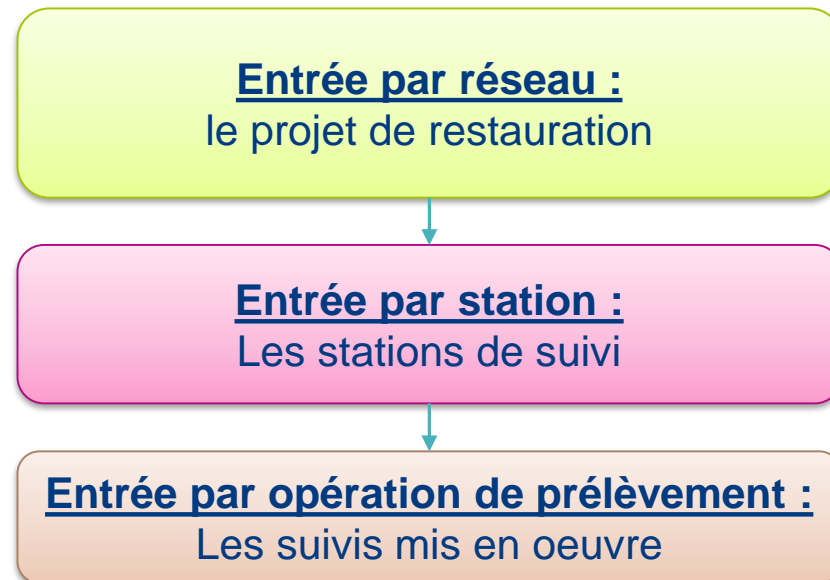 Entrée par réseau :
le projet de restauration
Entrée par station :
Les stations de suivi
Entrée par opération de prélèvement :
Les suivis mis en oeuvre